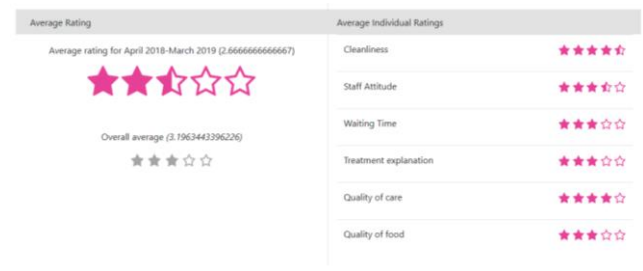 Average Rating
Average rating for April 2018-March 2019 (2.6666666666667)
Overall average (3.1963443396226)
Average Individual Ratings
Cleanliness
Staff Attitude
Waiting Time
Treatment explanation
Quality of care
Quality of food